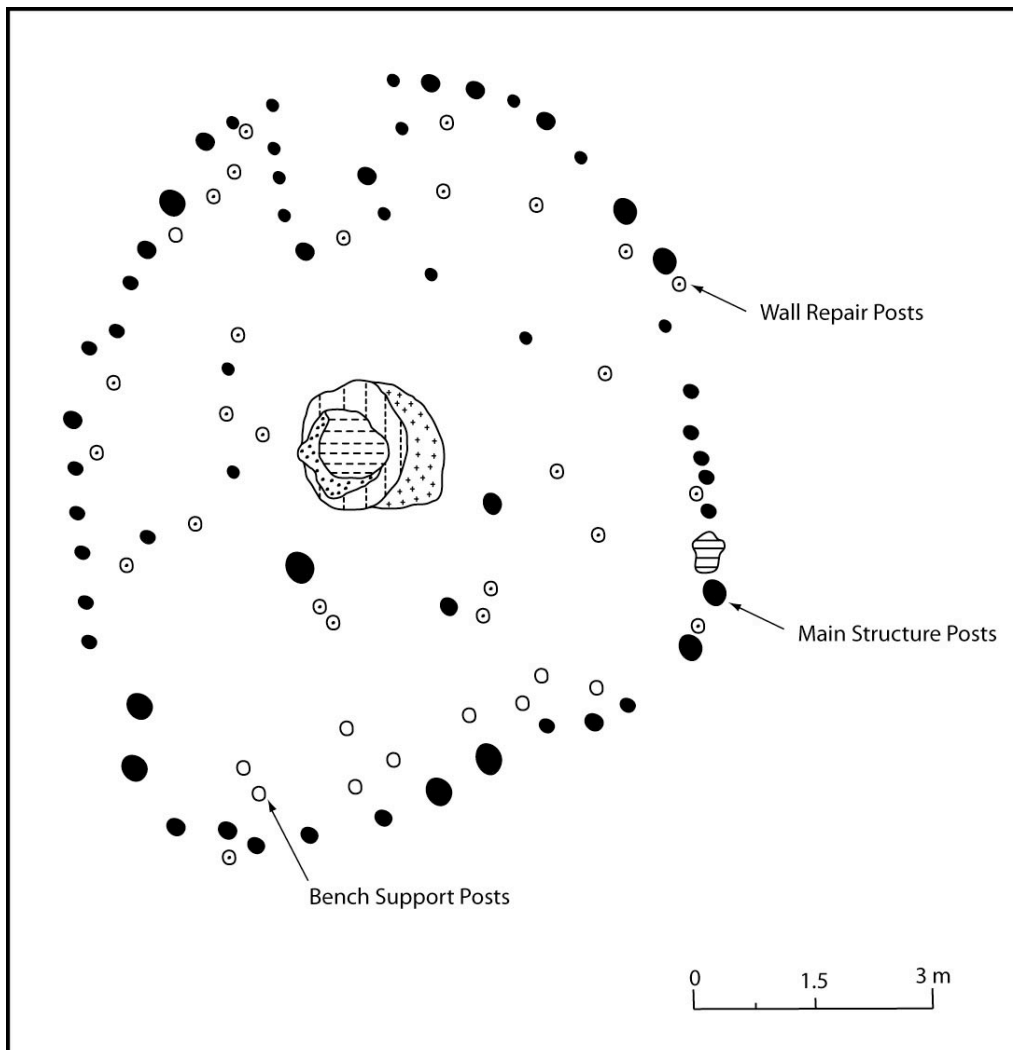 Wall Repair Posts
Main Structure Posts
Bench Support Posts
0 1.5 3 m